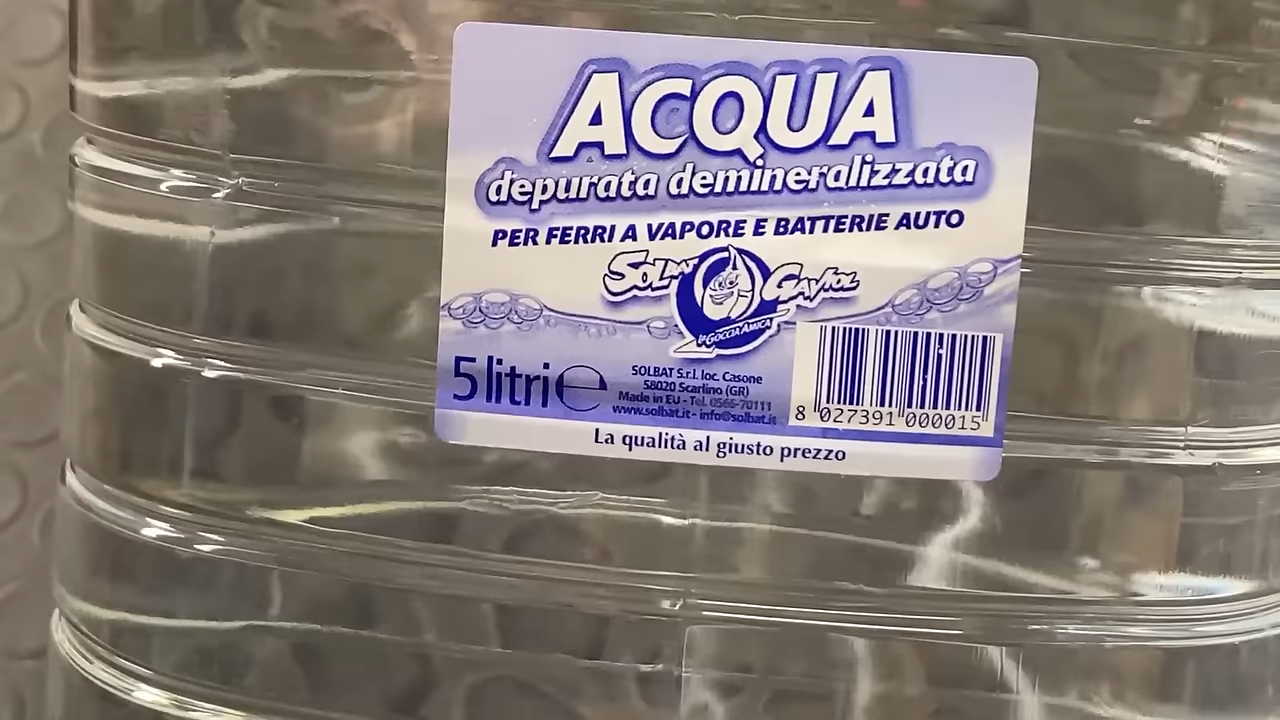 ACQUA
depurata demineralizzata
PER FERRI A VAPORE E BATTERIE AUTO
SOLBAT GAVIOL
La GOCCIA AMICA
5 litri ℮
SOLBAT S.r.l. loc. Casone
58020 Scarlino (GR)
Made in EU - Tel. 0566-70111
www.solbat.it - info@solbat.it
8 027391 000015
La qualità al giusto prezzo